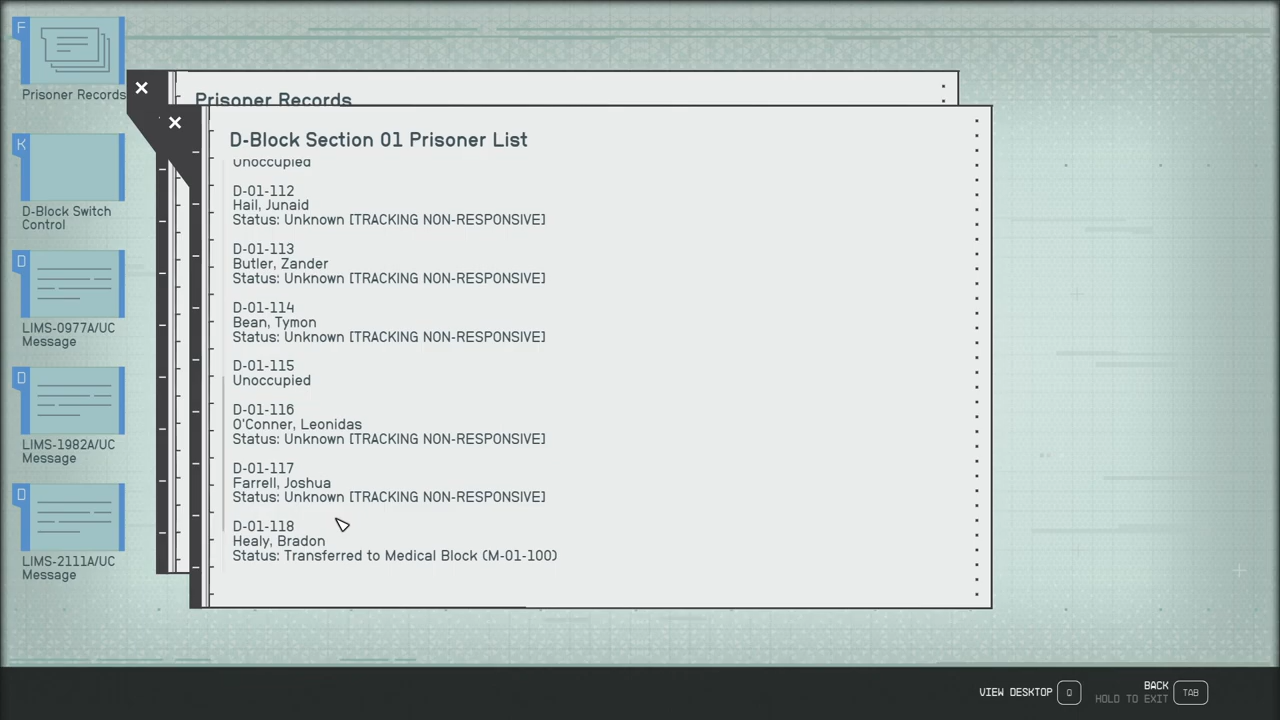 F
Prisoner Records
K
D-Block Switch
Control
D
LIMS-0977A/UC
Message
D
LIMS-1982A/UC
Message
D
LIMS-2111A/UC
Message
Prisoner Records
D-Block Section 01 Prisoner List
Unoccupied
D-01-112
Hail, Junaid
Status: Unknown [TRACKING NON-RESPONSIVE]
D-01-113
Butler, Zander
Status: Unknown [TRACKING NON-RESPONSIVE]
D-01-114
Bean, Tymon
Status: Unknown [TRACKING NON-RESPONSIVE]
D-01-115
Unoccupied
D-01-116
O'Conner, Leonidas
Status: Unknown [TRACKING NON-RESPONSIVE]
D-01-117
Farrell, Joshua
Status: Unknown [TRACKING NON-RESPONSIVE]
D-01-118
Healy, Bradon
Status: Transferred to Medical Block (M-01-100)
VIEW DESKTOP Q
BACK
HOLD TO EXIT TAB